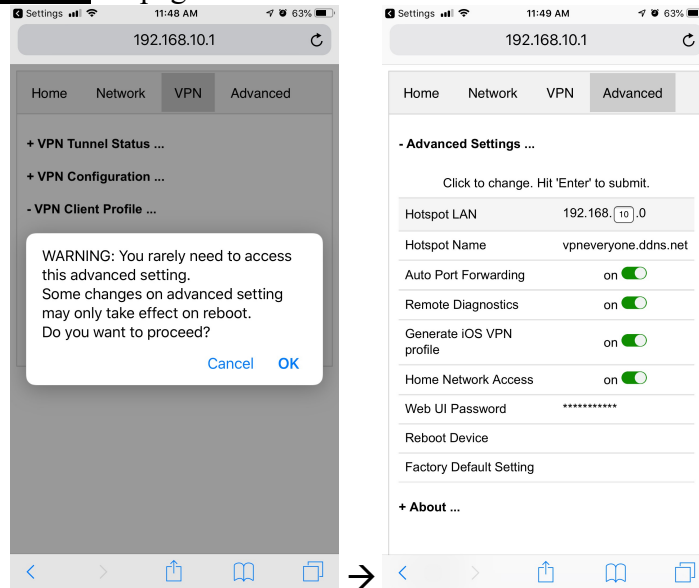 Settings 11:48 AM 63%
192.168.10.1
Home Network VPN Advanced
+ VPN Tunnel Status ...
+ VPN Configuration ...
- VPN Client Profile ...
WARNING: You rarely need to access
this advanced setting.
Some changes on advanced setting
may only take effect on reboot.
Do you want to proceed?
Cancel OK
→
Settings 11:49 AM 63%
192.168.10.1
Home Network VPN Advanced
- Advanced Settings ...
Click to change. Hit 'Enter' to submit.
Hotspot LAN 192.168. 10 .0
Hotspot Name vpneveryone.ddns.net
Auto Port Forwarding on
Remote Diagnostics on
Generate iOS VPN
profile on
Home Network Access on
Web UI Password ***********
Reboot Device
Factory Default Setting
+ About ...